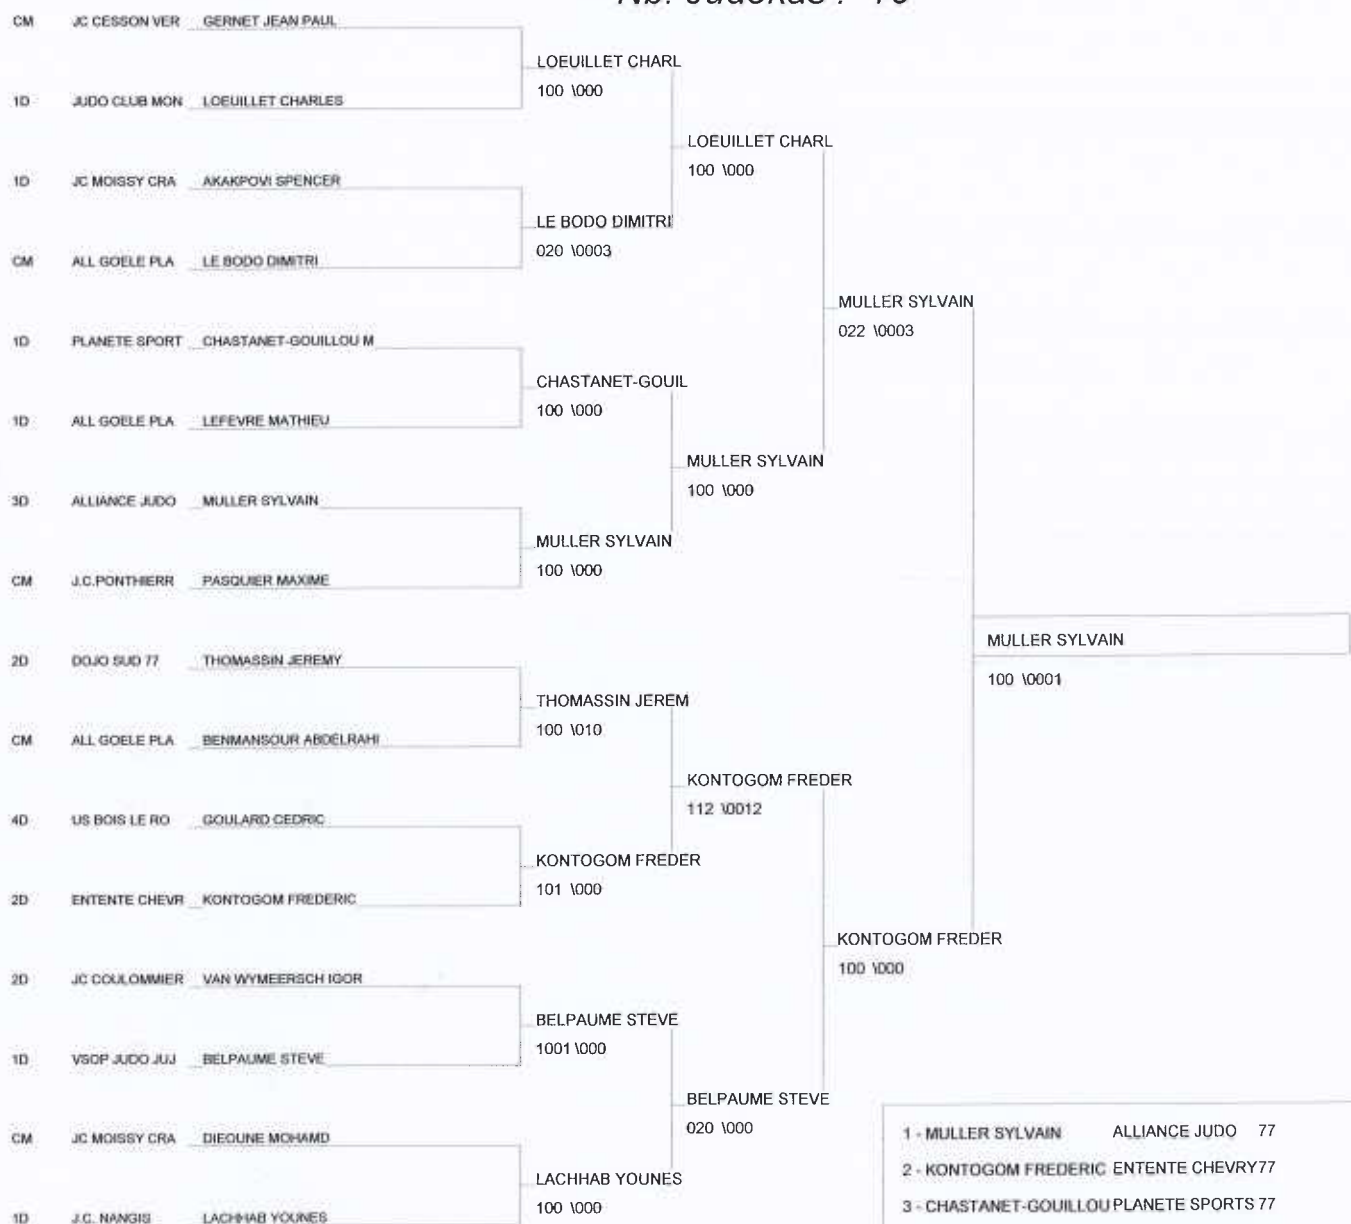 CM JC CESSON VER GERNET JEAN PAUL
LOEUILLET CHARL
100 \000
1D JUDO CLUB MON LOEUILLET CHARLES
LOEUILLET CHARL
100 \000
1D JC MOISSY CRA AKAKPOVI SPENCER
LE BODO DIMITRI
020 \0003
CM ALL GOELE PLA LE BODO DIMITRI
MULLER SYLVAIN
022 \0003
1D PLANETE SPORT CHASTANET-GOUILLOU M
CHASTANET-GOUIL
100 \000
1D ALL GOELE PLA LEFEVRE MATHIEU
MULLER SYLVAIN
100 \000
3D ALLIANCE JUDO MULLER SYLVAIN
MULLER SYLVAIN
100 \000
CM J.C.PONTHIERR PASQUIER MAXIME
MULLER SYLVAIN
100 \0001
2D DOJO SUD 77 THOMASSIN JEREMY
THOMASSIN JEREM
100 \010
CM ALL GOELE PLA BENMANSOUR ABDELRAHI
KONTOGOM FREDER
112 \0012
4D US BOIS LE RO GOULARD CEDRIC
KONTOGOM FREDER
101 \000
2D ENTENTE CHEVR KONTOGOM FREDERIC
KONTOGOM FREDER
100 \000
2D JC COULOMMIER VAN WYMEERSCH IGOR
BELPAUME STEVE
1001 \000
1D VSOP JUDO JUJ BELPAUME STEVE
BELPAUME STEVE
020 \000
CM JC MOISSY CRA DIEOUNE MOHAMD
LACHHAB YOUNES
100 \000
1D J.C. NANGIS LACHHAB YOUNES
1 - MULLER SYLVAIN ALLIANCE JUDO 77
2 - KONTOGOM FREDERIC ENTENTE CHEVRY 77
3 - CHASTANET-GOUILLOU PLANETE SPORTS 77